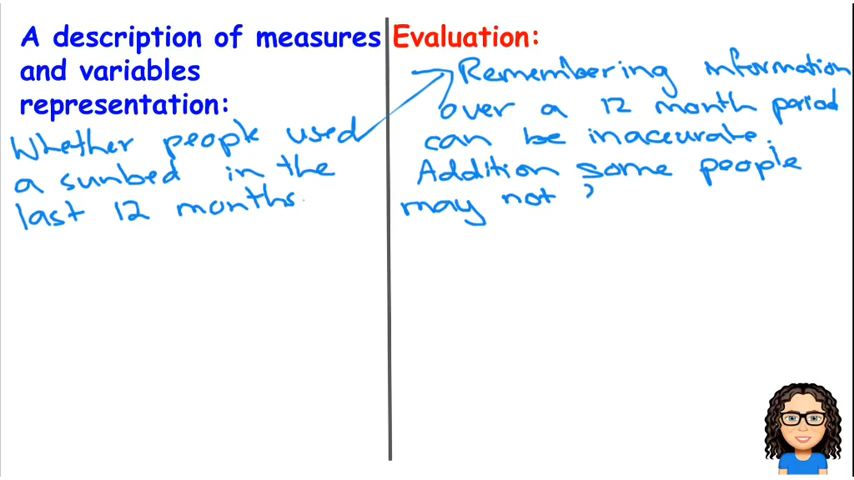 A description of measures
and variables
representation:
Whether people used
a sunbed in the
last 12 months
Evaluation:
Remembering information
over a 12 month period
can be inaccurate.
Addition some people
may not